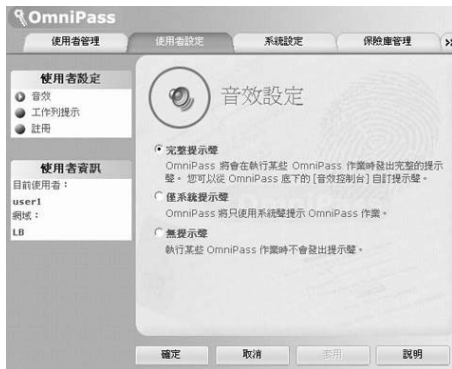 OmniPass
使用者管理
使用者設定
系統設定
保險庫管理
使用者設定
音效
工作列提示
註冊
使用者資訊
目前使用者：
user1
網域：
LB
音效設定
完整提示聲
OmniPass 將會在執行某些 OmniPass 作業時發出完整的提示
聲。您可以從 OmniPass 底下的 [音效控制台] 自訂提示聲。
僅系統提示聲
OmniPass 將只使用系統聲提示 OmniPass 作業。
無提示聲
執行某些 OmniPass 作業時不會發出提示聲。
確定
取消
套用
說明